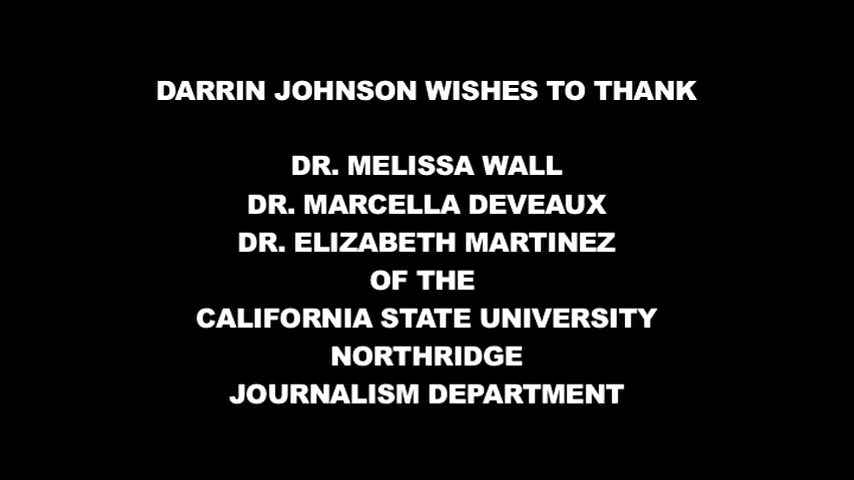 DARRIN JOHNSON WISHES TO THANK
DR. MELISSA WALL
DR. MARCELLA DEVEAUX
DR. ELIZABETH MARTINEZ
OF THE
CALIFORNIA STATE UNIVERSITY
NORTHRIDGE
JOURNALISM DEPARTMENT